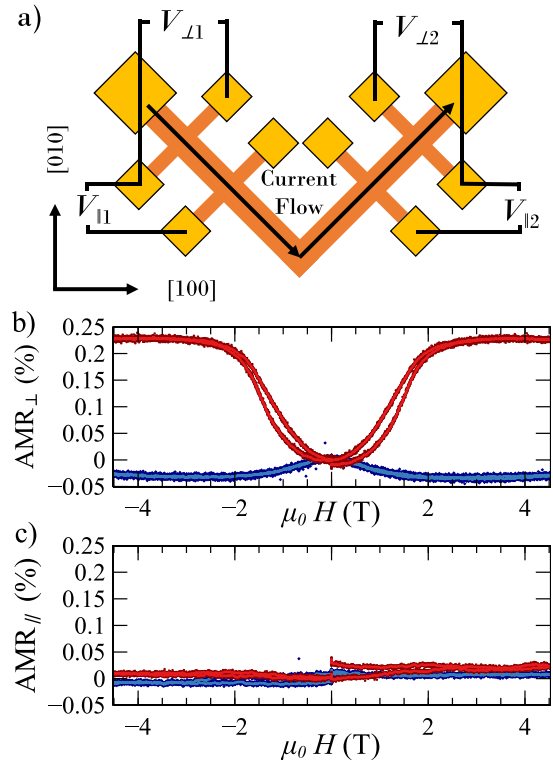 a)
V⊥1 V⊥2
[010]
Current
Flow
V∥1 V∥2
[100]
b)
0.25
0.2
0.15
0.1
0.05
0
−0.05
AMR⊥ (%)
−4 −2 0 2 4
μ₀ H (T)
c)
0.25
0.2
0.15
0.1
0.05
0
−0.05
AMR// (%)
−4 −2 0 2 4
μ₀ H (T)